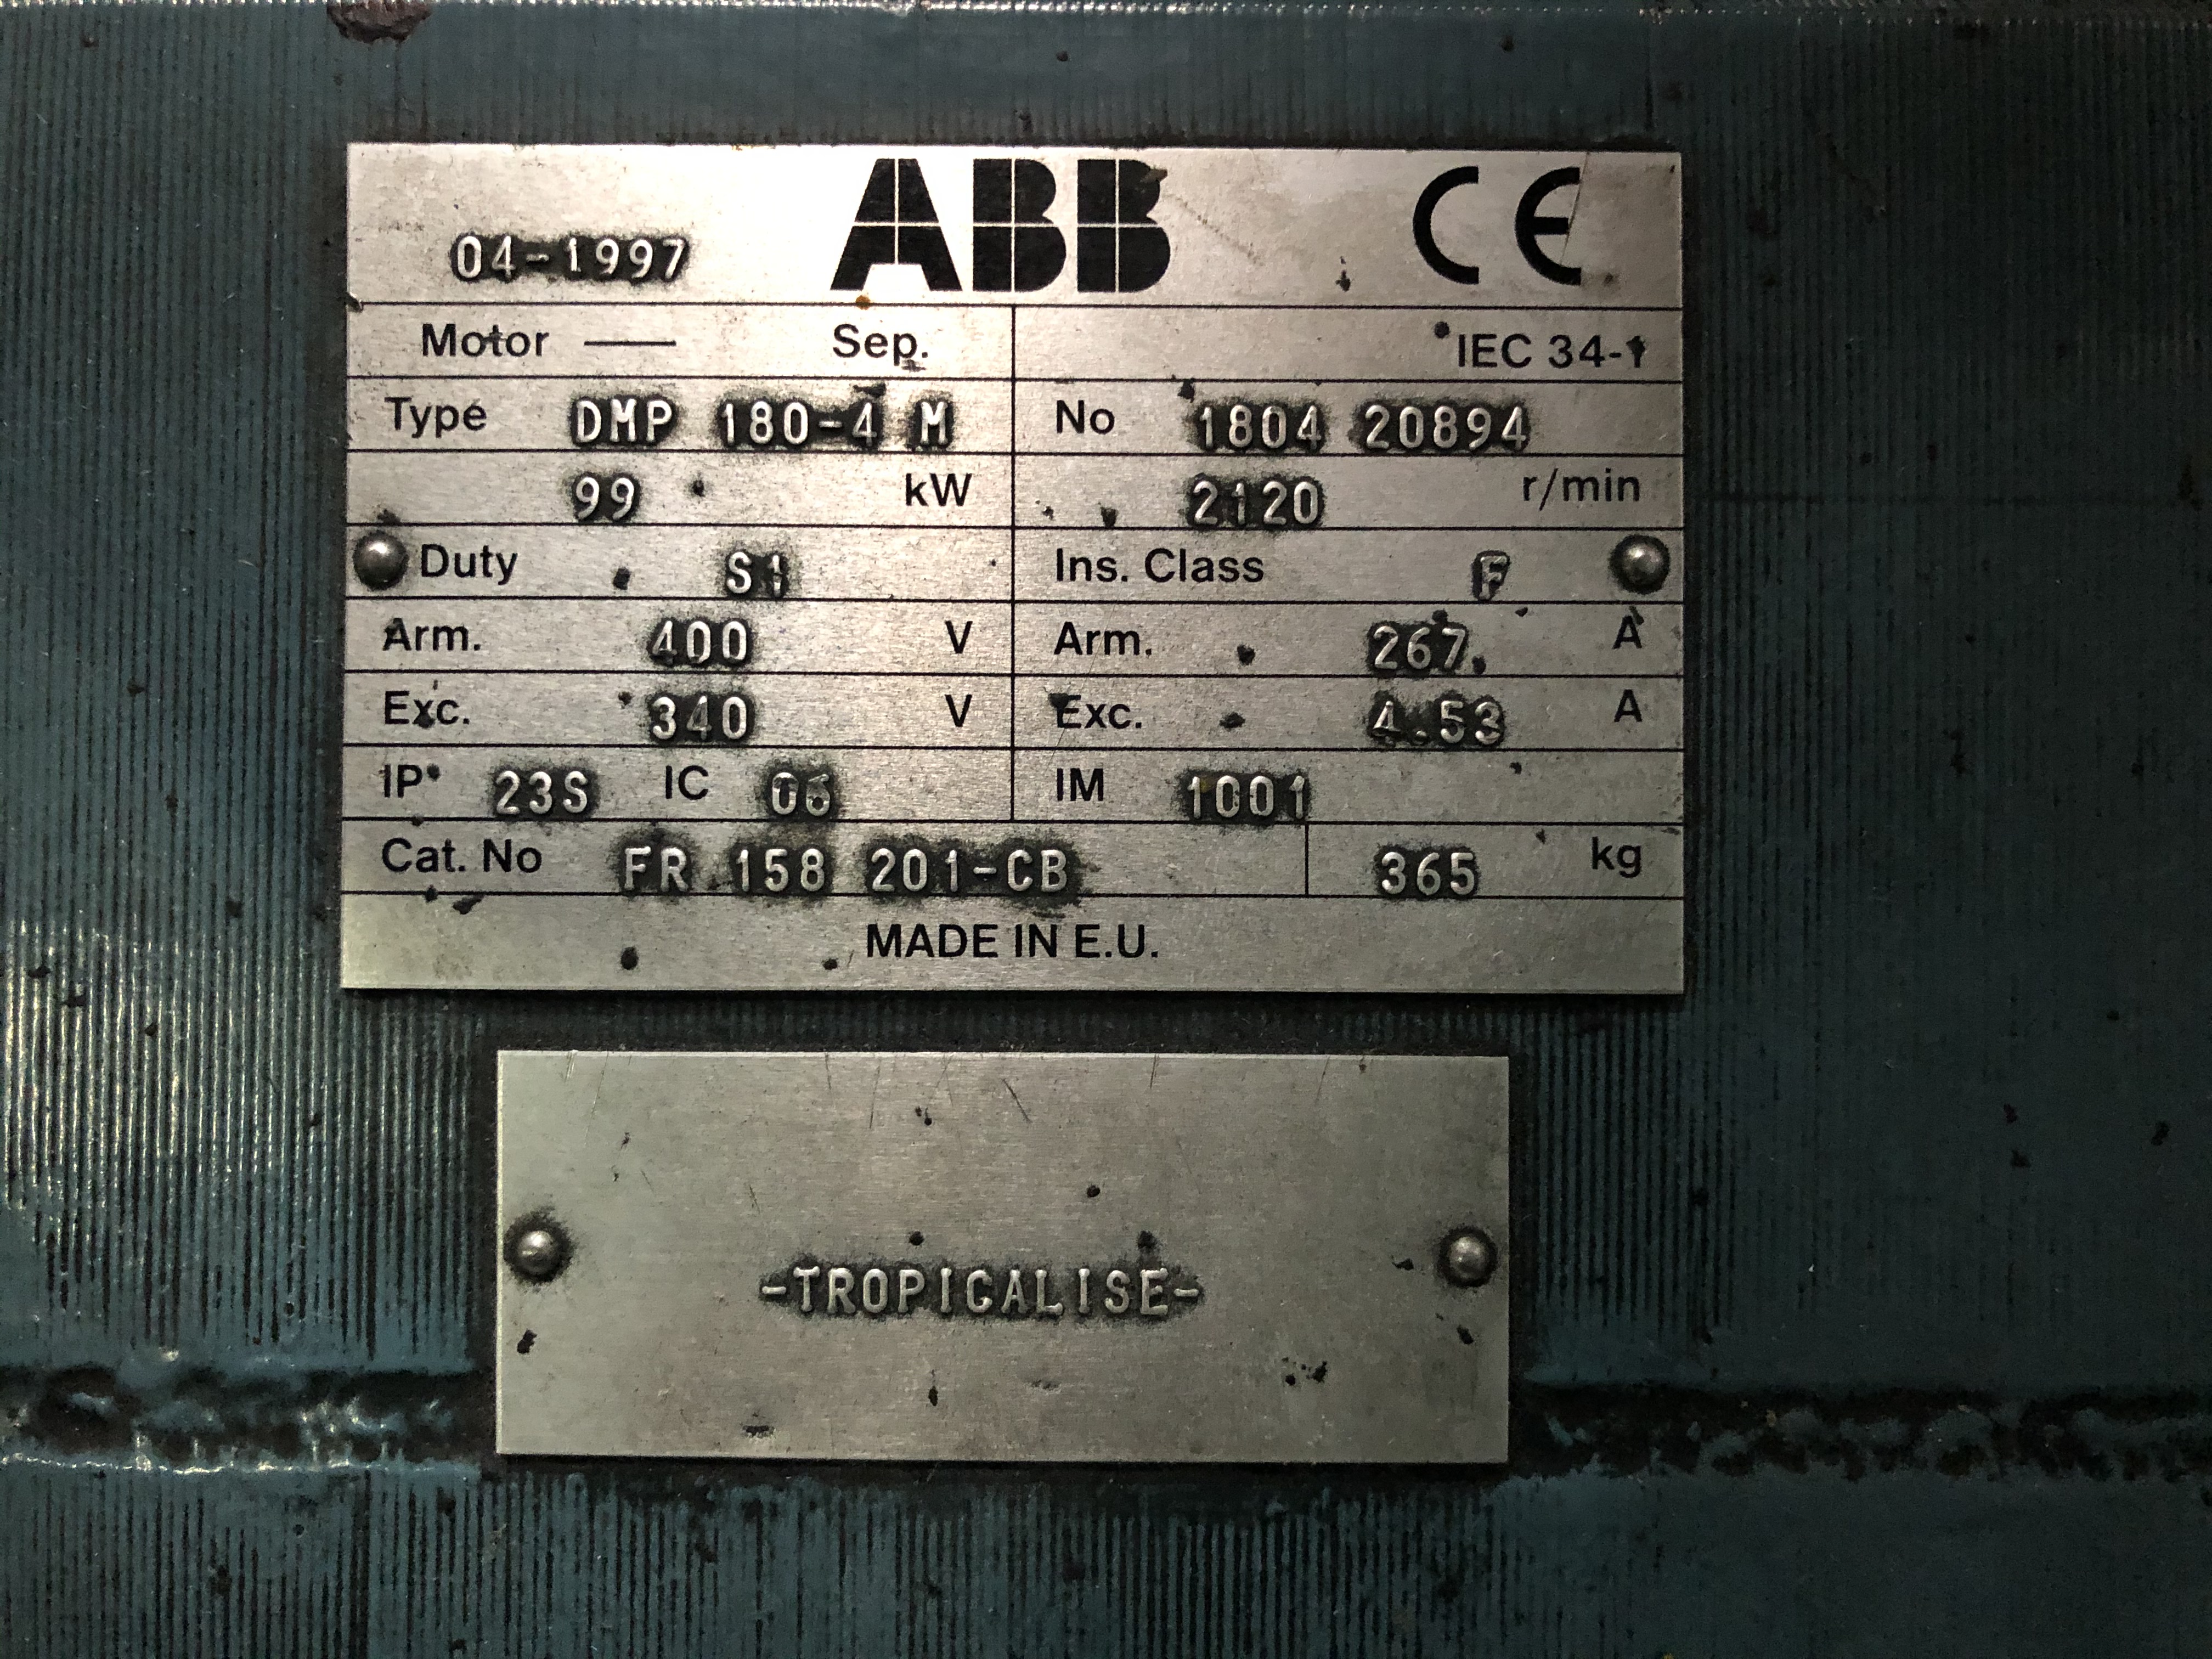 04-1997 ABB CE
Motor — Sep. IEC 34-1
Type DMP 180-4 M No 1804 20894
99 kW 2120 r/min
Duty S1 Ins. Class F
Arm. 400 V Arm. 267. A
Exc. 340 V Exc. 4.53 A
IP 23S IC 06 IM 1001
Cat. No FR 158 201-CB 365 kg
MADE IN E.U.
-TROPICALISE-